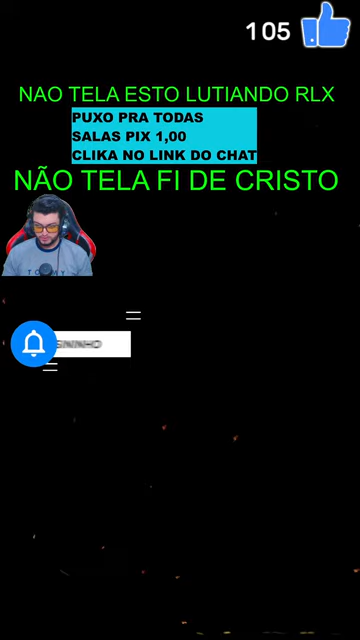 105
NAO TELA ESTO LUTIANDO RLX
PUXO PRA TODAS
SALAS PIX 1,00
CLIKA NO LINK DO CHAT
NÃO TELA FI DE CRISTO
TOMMY